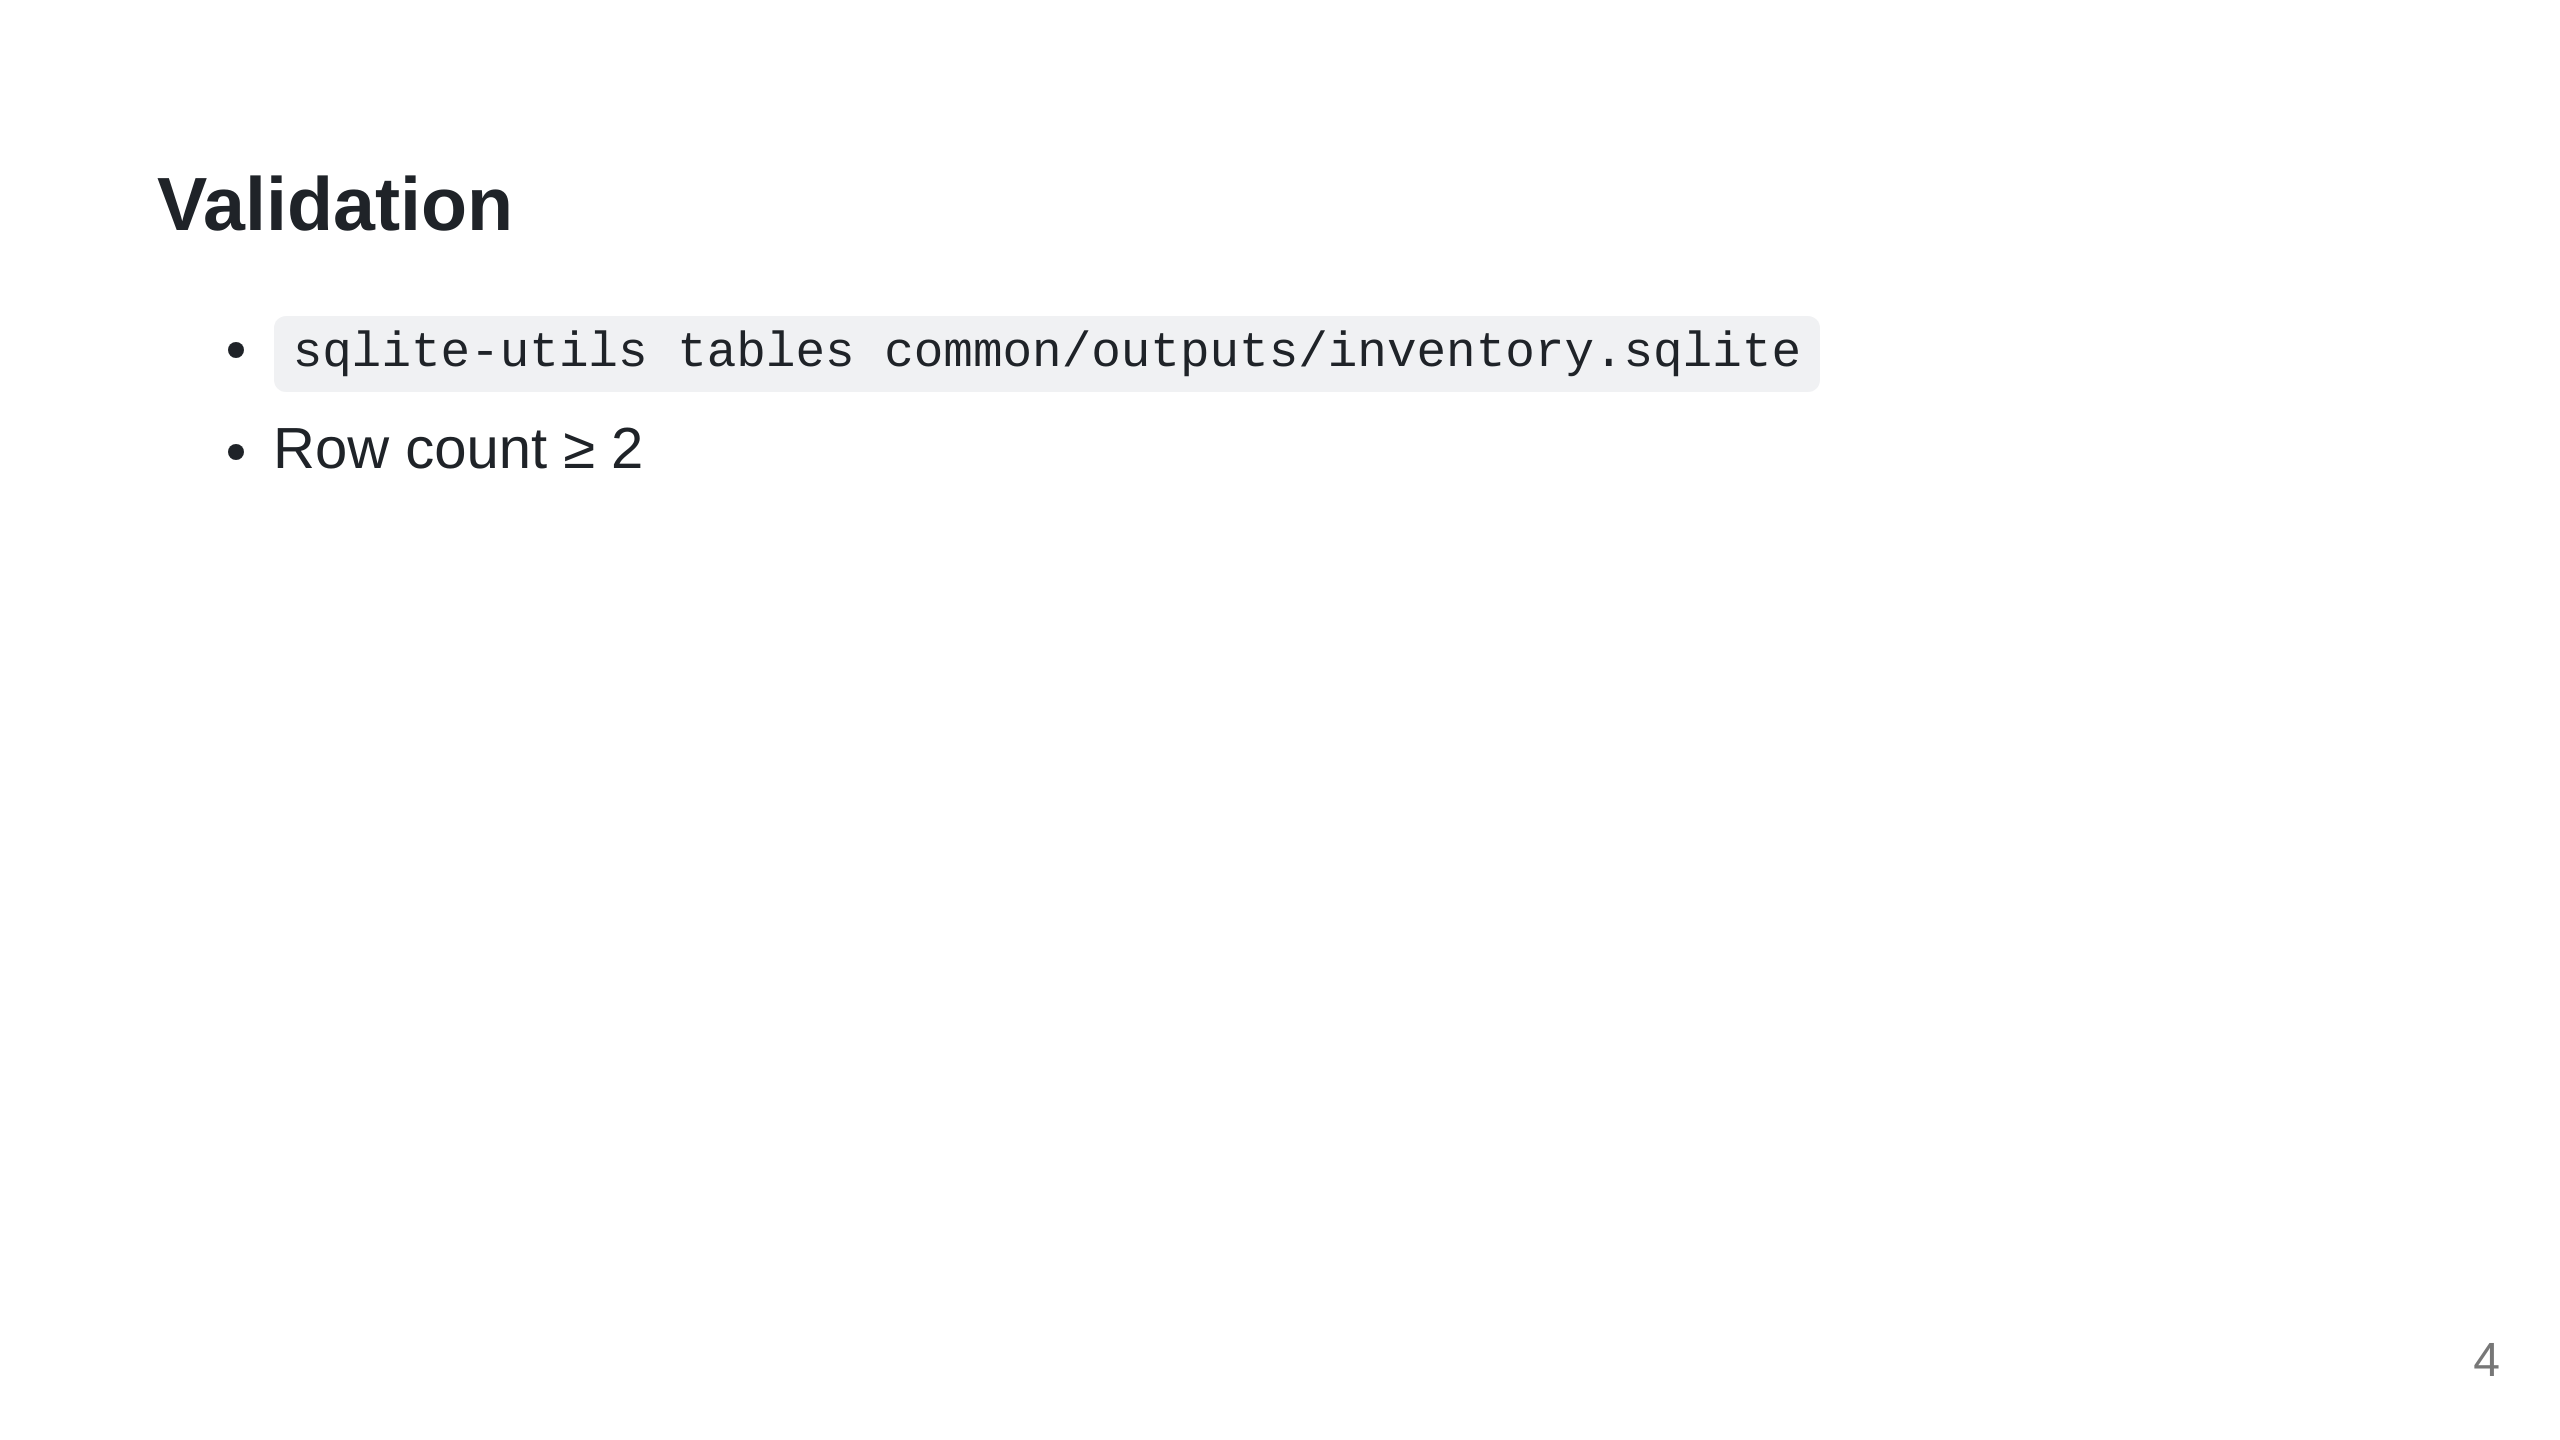 Validation
sqlite-utils tables common/outputs/inventory.sqlite
Row count ≥ 2
4